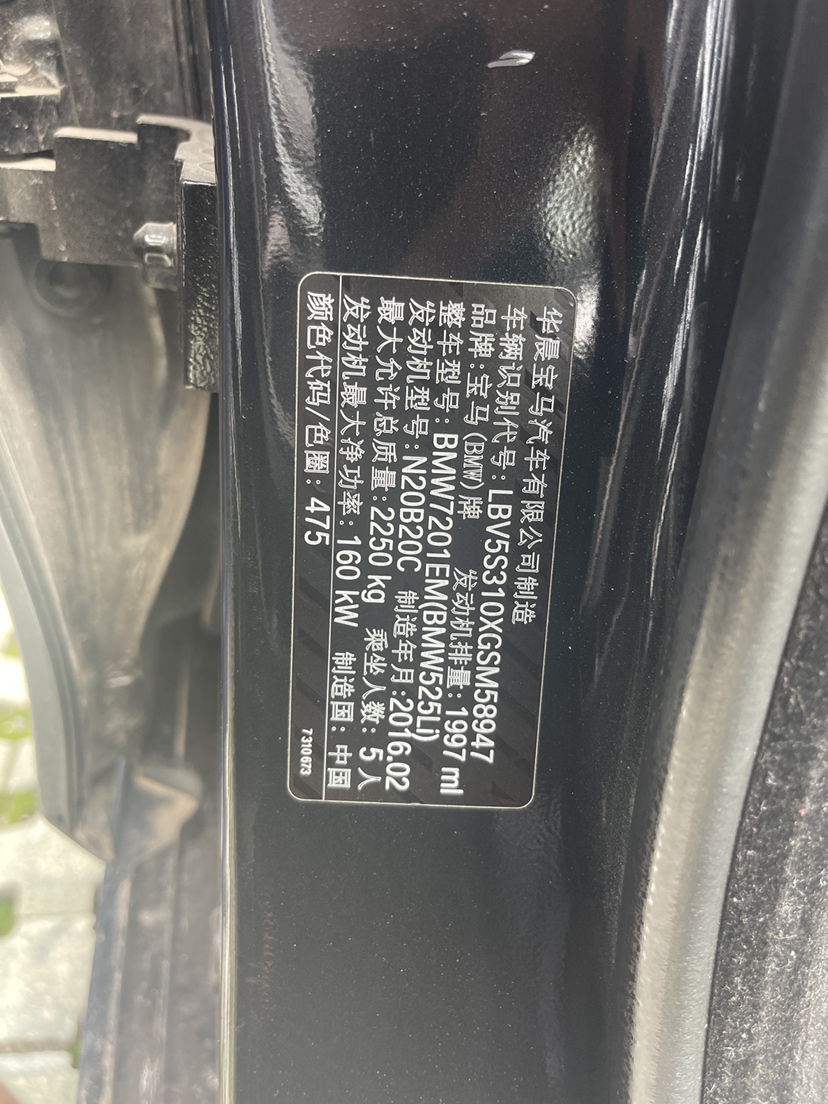 华晨宝马汽车有限公司制造
车辆识别代号：LBV5S310XGSM58947
品牌：宝马（BMW）牌 发动机排量：1997 ml
整车型号：BMW7201EM(BMW525Li)
发动机型号：N20B20C 制造年月：2016.02
最大允许总质量：2250 kg 乘坐人数：5 人
发动机最大净功率：160 kW 制造国：中国
颜色代码/色圈：475
7 310 673